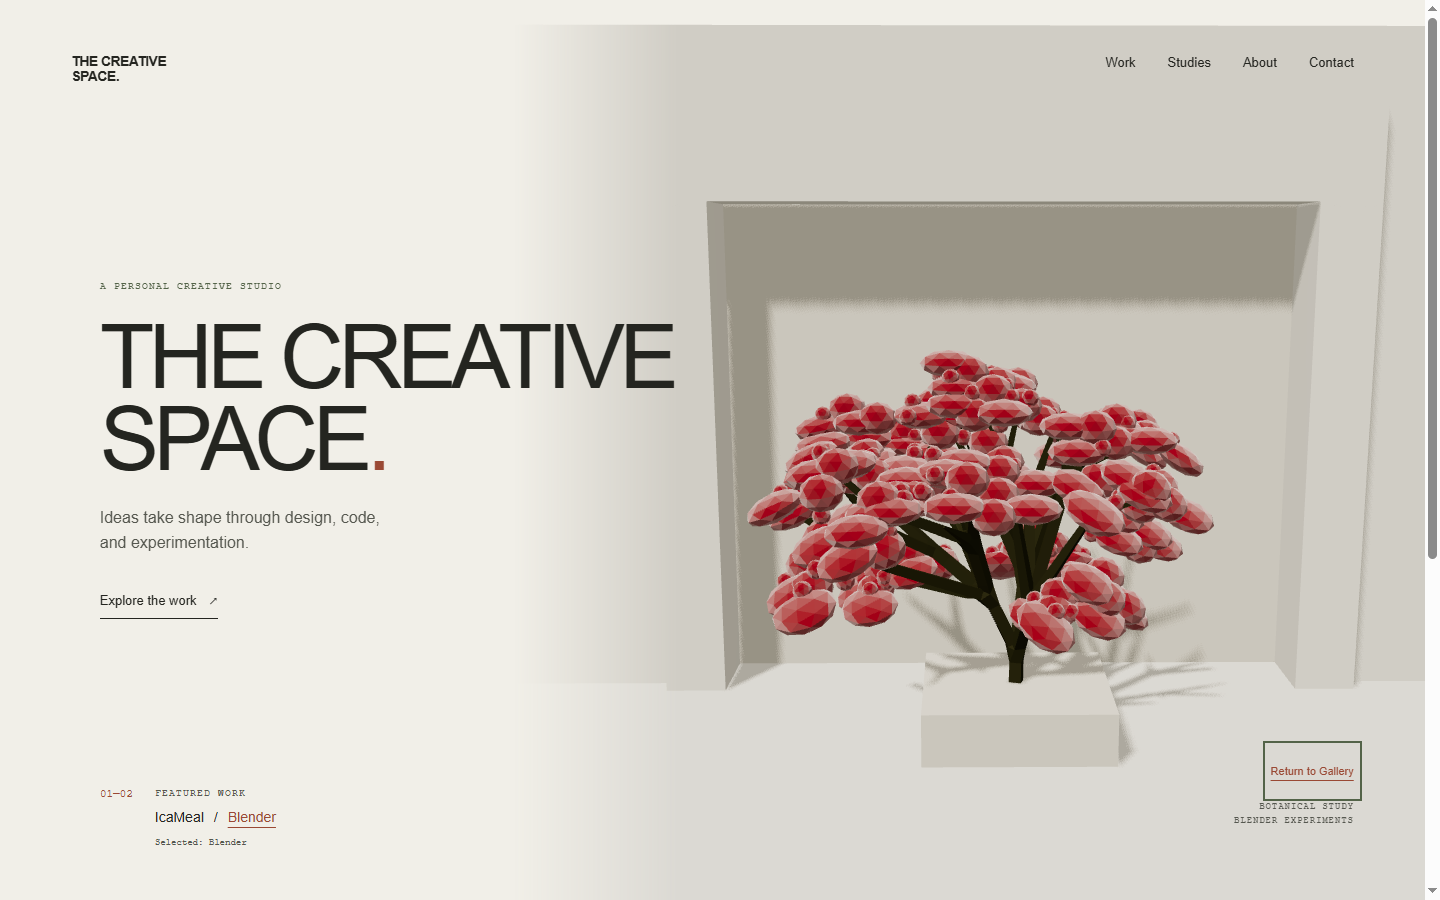 THE CREATIVE
SPACE.
Work
Studies
About
Contact
A PERSONAL CREATIVE STUDIO
THE CREATIVE
SPACE.
Ideas take shape through design, code,
and experimentation.
Explore the work ↗
01—02
FEATURED WORK
IcaMeal / Blender
Selected: Blender
Return to Gallery
BOTANICAL STUDY
BLENDER EXPERIMENTS